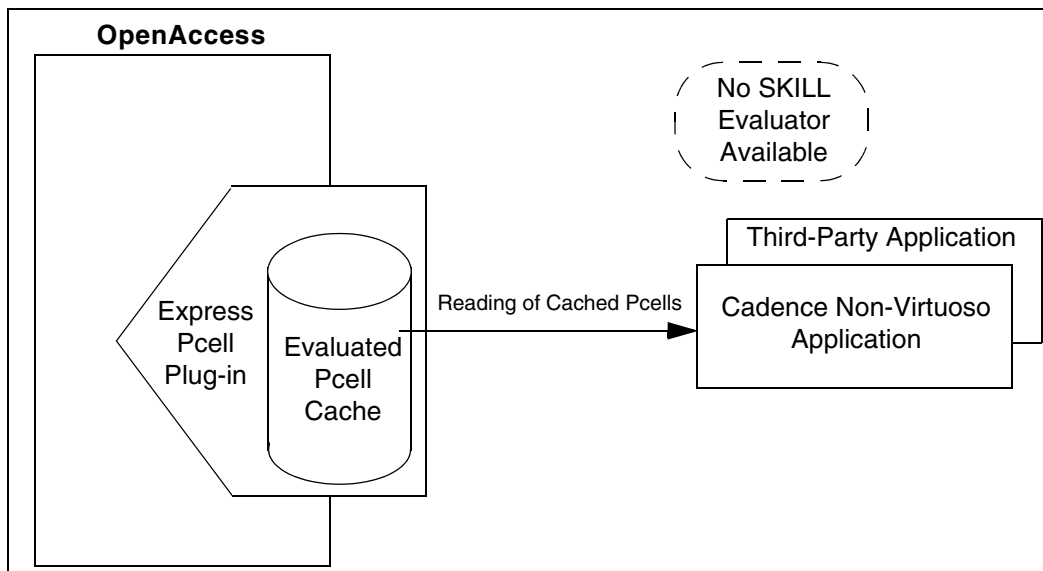 OpenAccess
No SKILL
Evaluator
Available
Third-Party Application
Cadence Non-Virtuoso
Application
Reading of Cached Pcells
Express
Pcell
Plug-in
Evaluated
Pcell
Cache